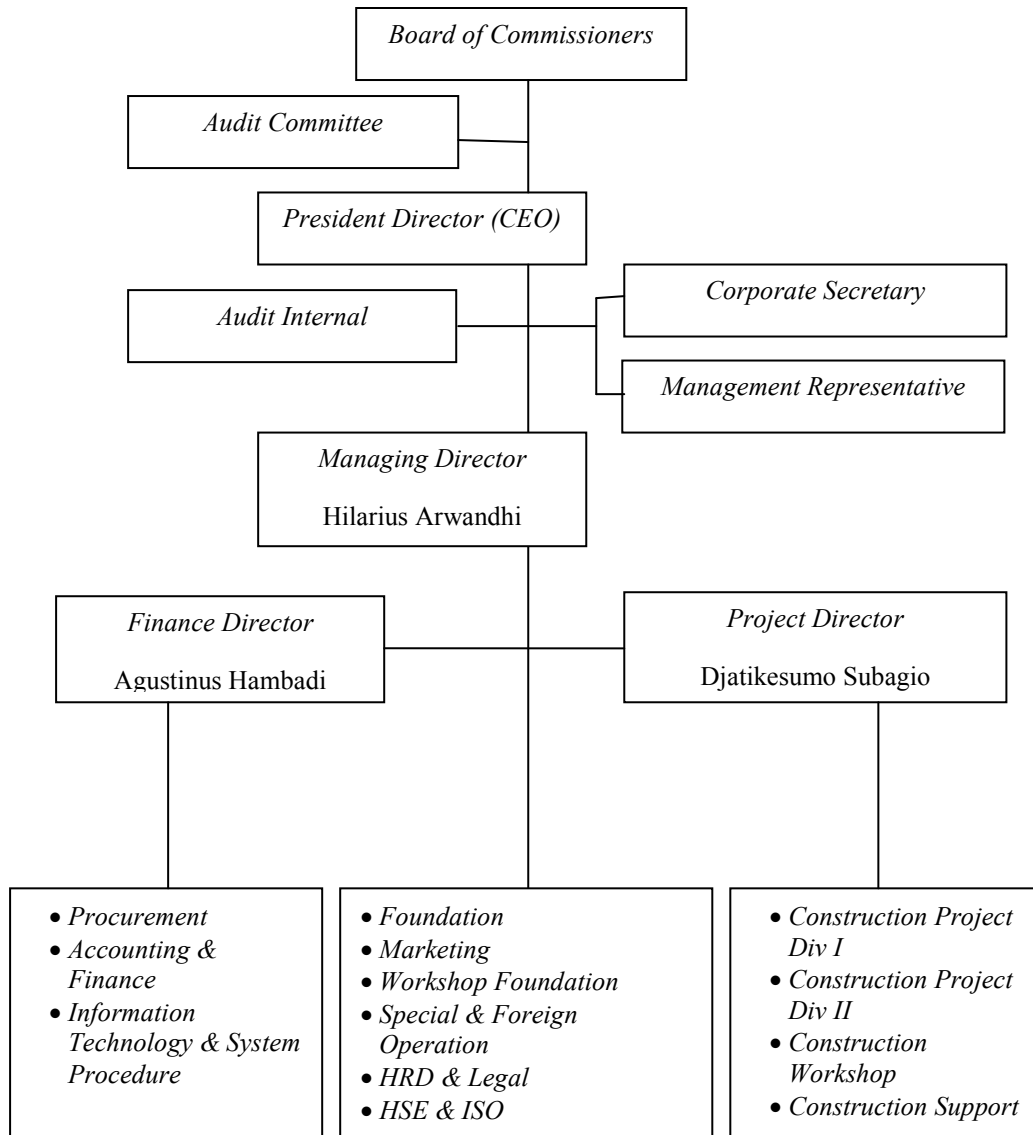 Board of Commissioners
Audit Committee
President Director (CEO)
Audit Internal
Corporate Secretary
Management Representative
Managing Director
Hilarius Arwandhi
Finance Director
Agustinus Hambadi
Project Director
Djatikesumo Subagio
• Procurement
• Accounting &
Finance
• Information
Technology & System
Procedure
• Foundation
• Marketing
• Workshop Foundation
• Special & Foreign
Operation
• HRD & Legal
• HSE & ISO
• Construction Project
Div I
• Construction Project
Div II
• Construction
Workshop
• Construction Support